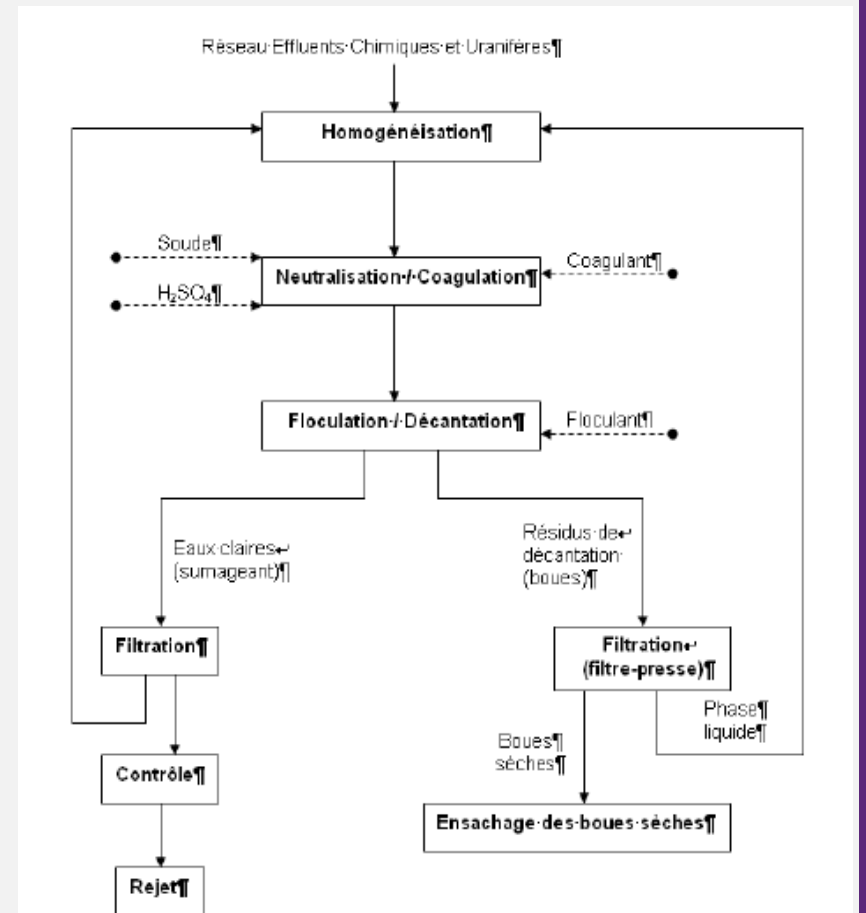 Réseau·Effluents·Chimiques·et·Uranifères¶
Homogénéisation¶
Soude¶
Coagulant¶
Neutralisation·/·Coagulation¶
H₂SO₄¶
Floculation·/·Décantation¶
Floculant¶
Eaux·claires↵
(surnageant)¶
Résidus·de↵
décantation·
(boues)¶
Filtration¶
Filtration↵
(filtre-presse)¶
Phase¶
liquide¶
Boues¶
sèches¶
Contrôle¶
Ensachage·des·boues·sèches¶
Rejet¶